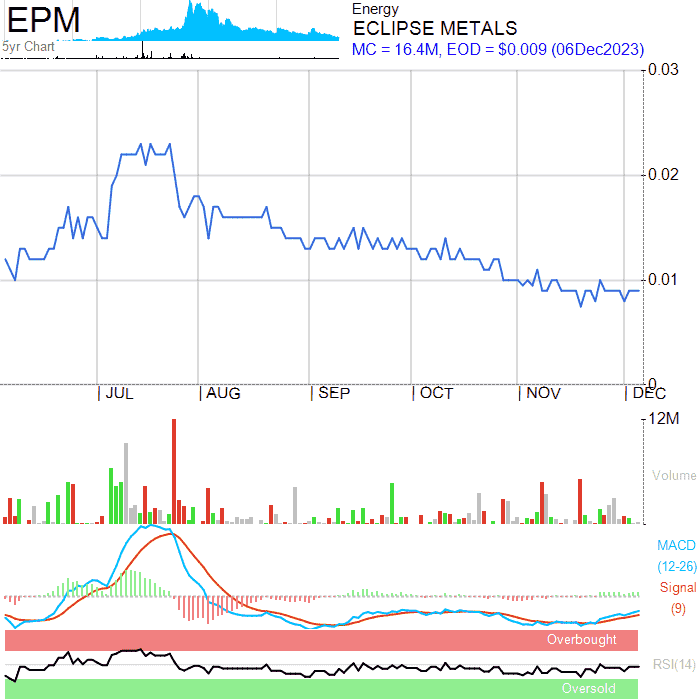 EPM
5yr Chart
Energy
ECLIPSE METALS
MC = 16.4M, EOD = $0.009 (06Dec2023)
0.03
0.02
0.01
0
JUL
AUG
SEP
OCT
NOV
DEC
12M
Volume
MACD
(12-26)
Signal
(9)
Overbought
RSI(14)
Oversold